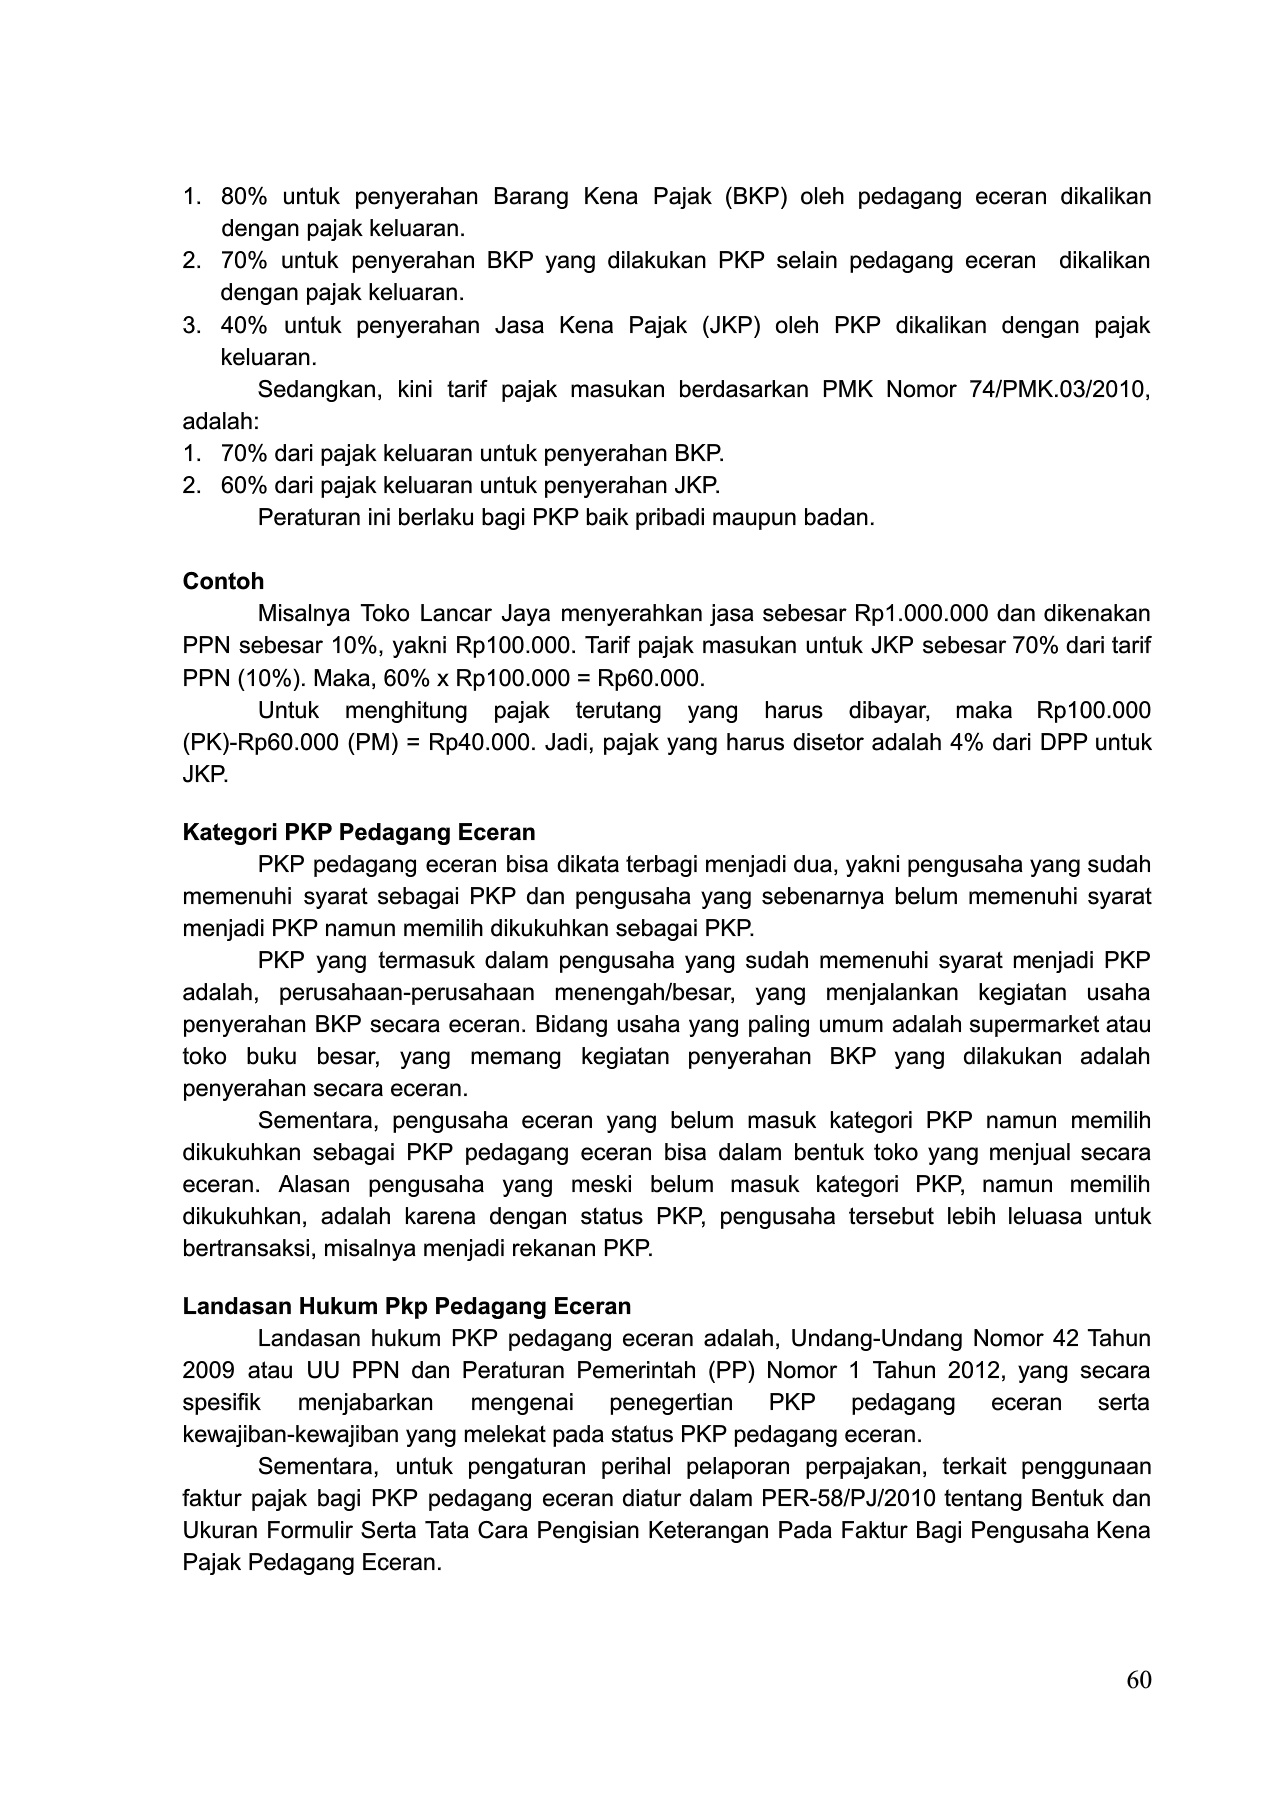 1. 80% untuk penyerahan Barang Kena Pajak (BKP) oleh pedagang eceran dikalikan
dengan pajak keluaran.
2. 70% untuk penyerahan BKP yang dilakukan PKP selain pedagang eceran dikalikan
dengan pajak keluaran.
3. 40% untuk penyerahan Jasa Kena Pajak (JKP) oleh PKP dikalikan dengan pajak
keluaran.
Sedangkan, kini tarif pajak masukan berdasarkan PMK Nomor 74/PMK.03/2010,
adalah:
1. 70% dari pajak keluaran untuk penyerahan BKP.
2. 60% dari pajak keluaran untuk penyerahan JKP.
Peraturan ini berlaku bagi PKP baik pribadi maupun badan.
Contoh
Misalnya Toko Lancar Jaya menyerahkan jasa sebesar Rp1.000.000 dan dikenakan
PPN sebesar 10%, yakni Rp100.000. Tarif pajak masukan untuk JKP sebesar 70% dari tarif
PPN (10%). Maka, 60% x Rp100.000 = Rp60.000.
Untuk menghitung pajak terutang yang harus dibayar, maka Rp100.000
(PK)-Rp60.000 (PM) = Rp40.000. Jadi, pajak yang harus disetor adalah 4% dari DPP untuk
JKP.
Kategori PKP Pedagang Eceran
PKP pedagang eceran bisa dikata terbagi menjadi dua, yakni pengusaha yang sudah
memenuhi syarat sebagai PKP dan pengusaha yang sebenarnya belum memenuhi syarat
menjadi PKP namun memilih dikukuhkan sebagai PKP.
PKP yang termasuk dalam pengusaha yang sudah memenuhi syarat menjadi PKP
adalah, perusahaan-perusahaan menengah/besar, yang menjalankan kegiatan usaha
penyerahan BKP secara eceran. Bidang usaha yang paling umum adalah supermarket atau
toko buku besar, yang memang kegiatan penyerahan BKP yang dilakukan adalah
penyerahan secara eceran.
Sementara, pengusaha eceran yang belum masuk kategori PKP namun memilih
dikukuhkan sebagai PKP pedagang eceran bisa dalam bentuk toko yang menjual secara
eceran. Alasan pengusaha yang meski belum masuk kategori PKP, namun memilih
dikukuhkan, adalah karena dengan status PKP, pengusaha tersebut lebih leluasa untuk
bertransaksi, misalnya menjadi rekanan PKP.
Landasan Hukum Pkp Pedagang Eceran
Landasan hukum PKP pedagang eceran adalah, Undang-Undang Nomor 42 Tahun
2009 atau UU PPN dan Peraturan Pemerintah (PP) Nomor 1 Tahun 2012, yang secara
spesifik menjabarkan mengenai penegertian PKP pedagang eceran serta
kewajiban-kewajiban yang melekat pada status PKP pedagang eceran.
Sementara, untuk pengaturan perihal pelaporan perpajakan, terkait penggunaan
faktur pajak bagi PKP pedagang eceran diatur dalam PER-58/PJ/2010 tentang Bentuk dan
Ukuran Formulir Serta Tata Cara Pengisian Keterangan Pada Faktur Bagi Pengusaha Kena
Pajak Pedagang Eceran.
60